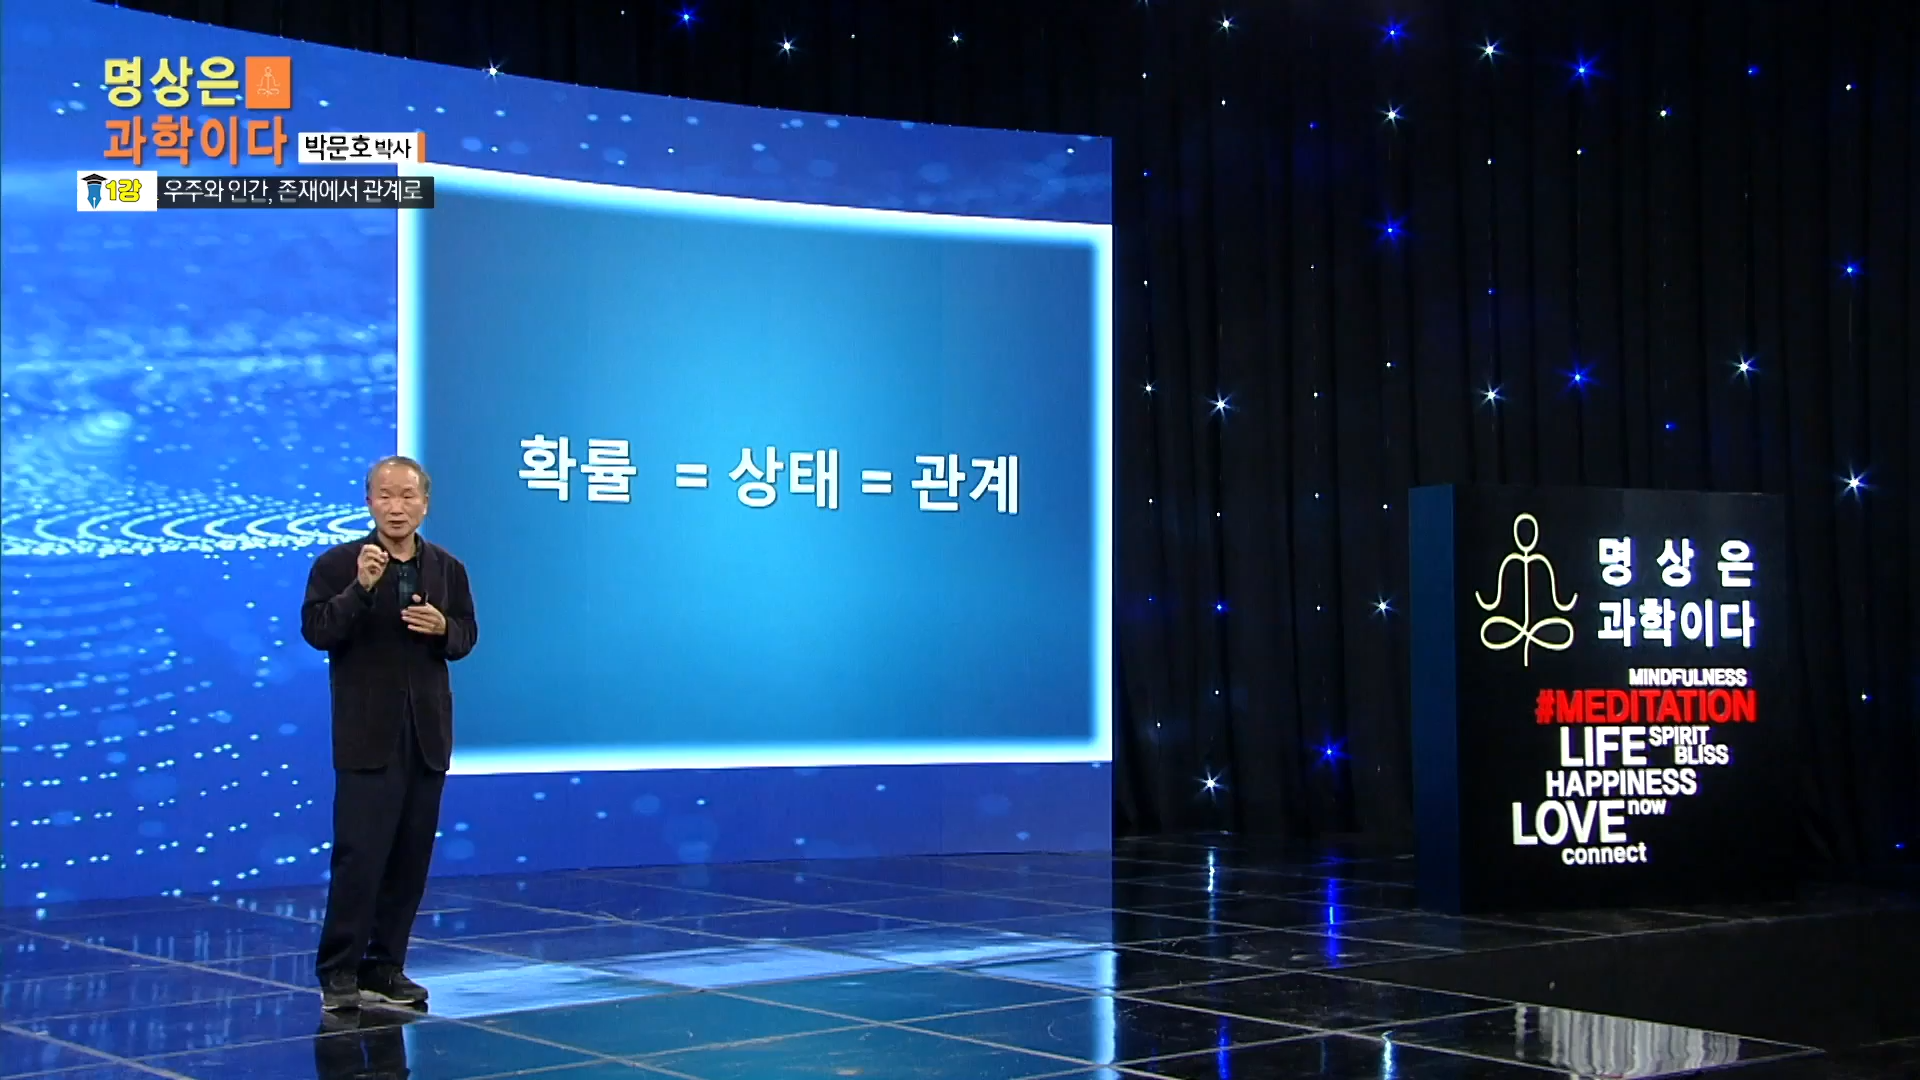 명상은
과학이다 박문호 박사
1강 우주와 인간, 존재에서 관계로
확률 = 상태 = 관계
명상은
과학이다
MINDFULNESS
#MEDITATION
LIFE SPIRIT
BLISS
HAPPINESS
LOVE now
connect